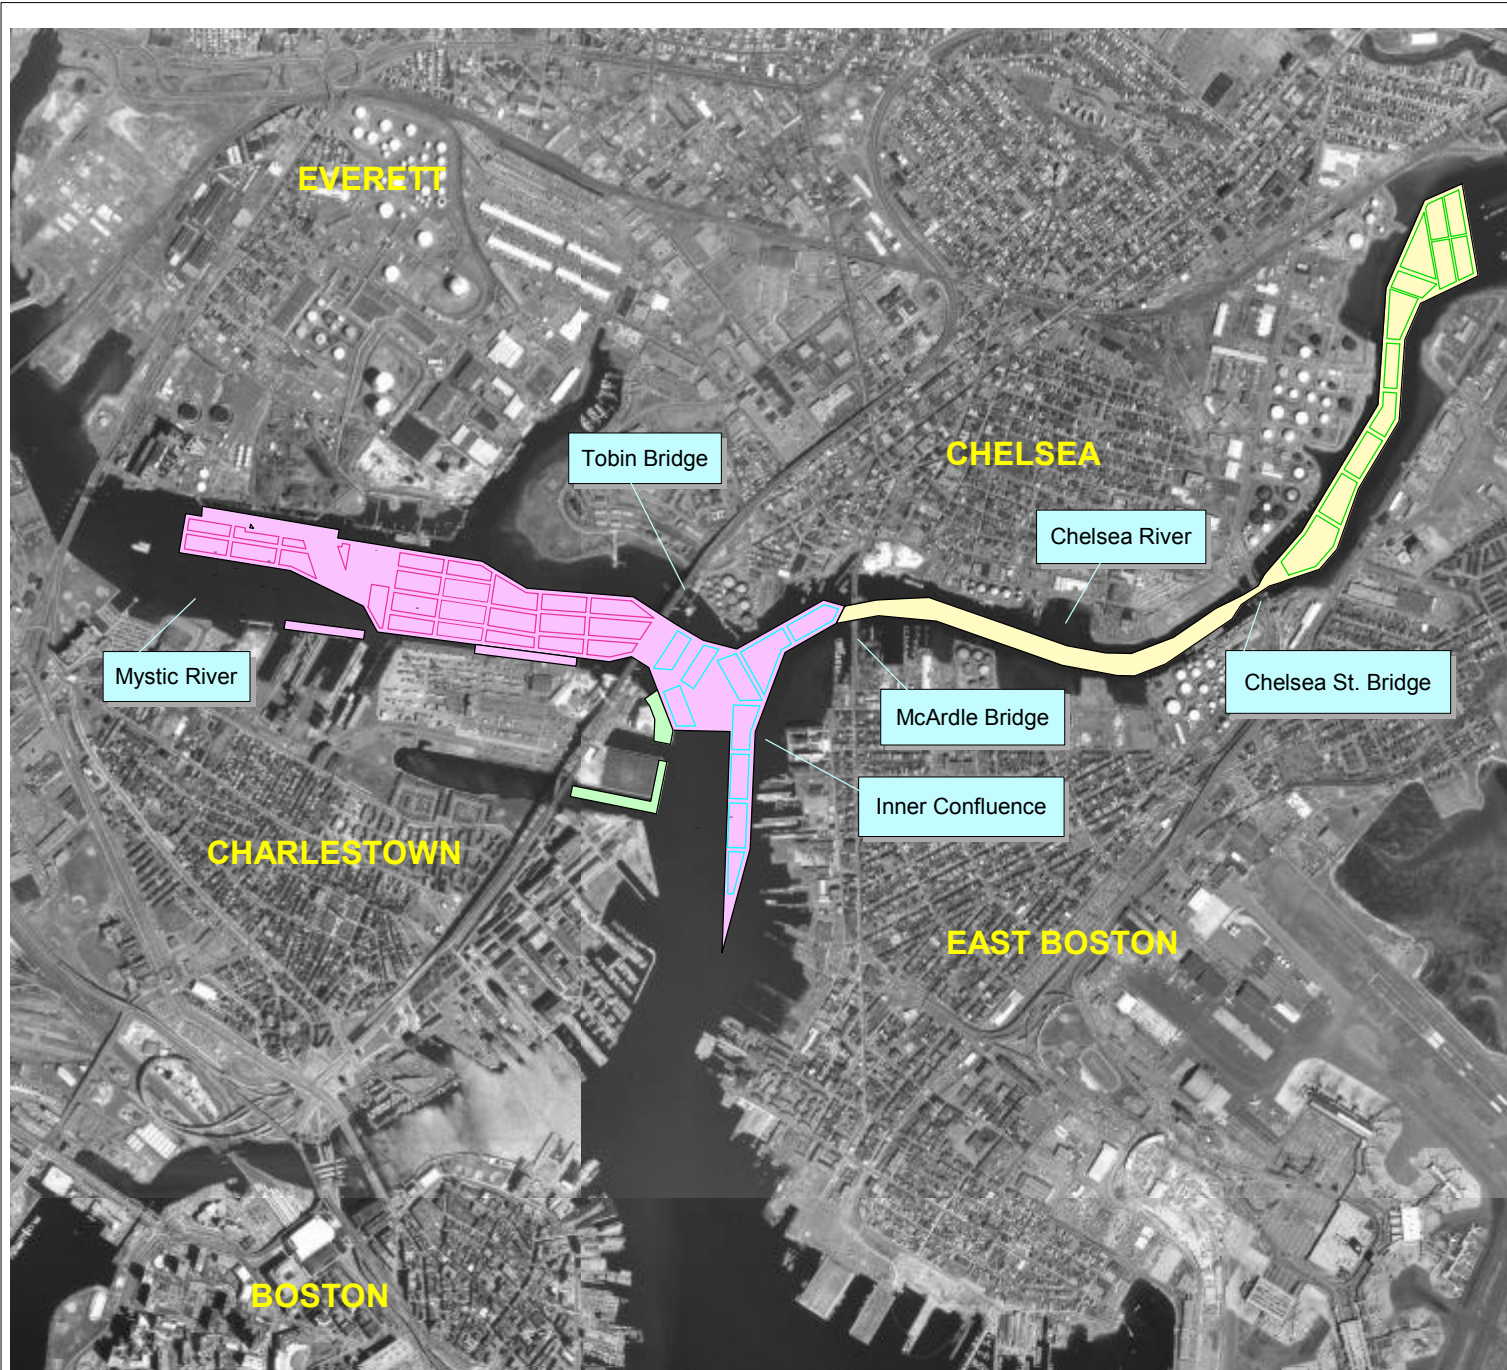 EVERETT
Tobin Bridge
CHELSEA
Chelsea River
Mystic River
Chelsea St. Bridge
McArdle Bridge
Inner Confluence
CHARLESTOWN
EAST BOSTON
BOSTON